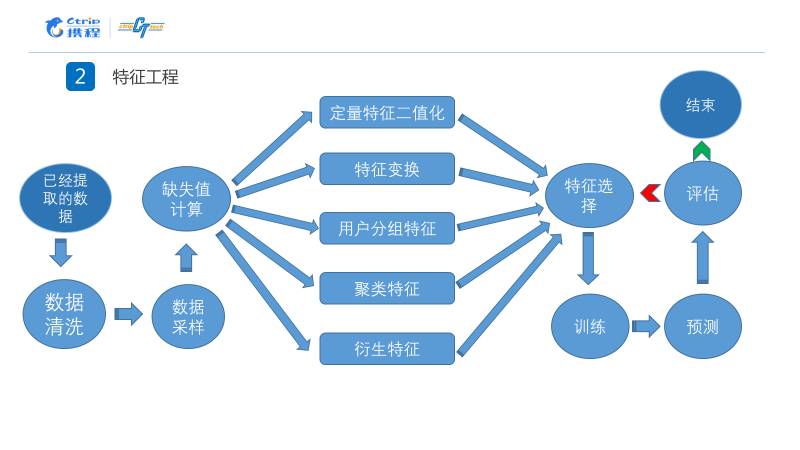 Ctrip
携程
ctrip CT tech
2
特征工程
已经提
取的数
据
数据
清洗
数据
采样
缺失值
计算
定量特征二值化
特征变换
用户分组特征
聚类特征
衍生特征
特征选
择
训练
预测
评估
结束